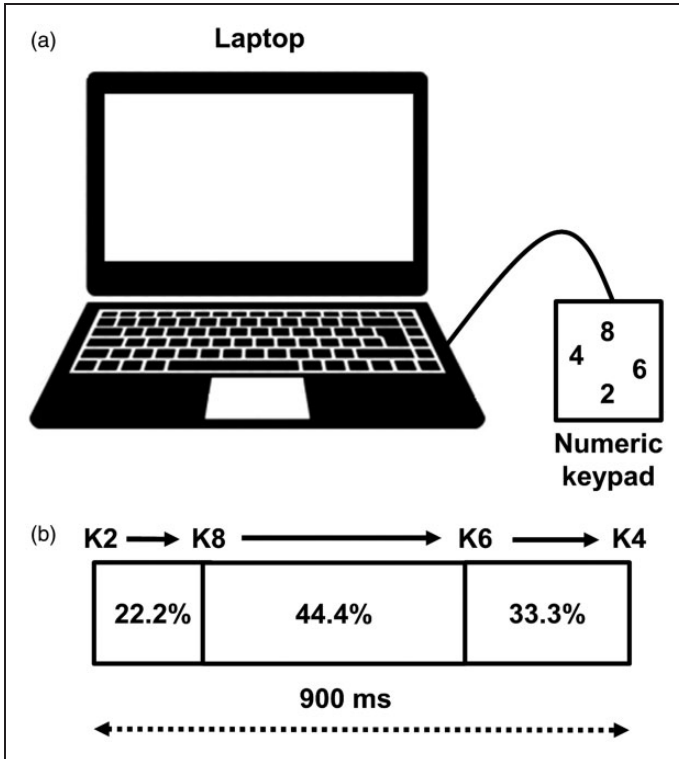 (a)
Laptop
8
4
6
2
Numeric
keypad
(b)
K2 → K8 → K6 → K4
22.2% 44.4% 33.3%
900 ms